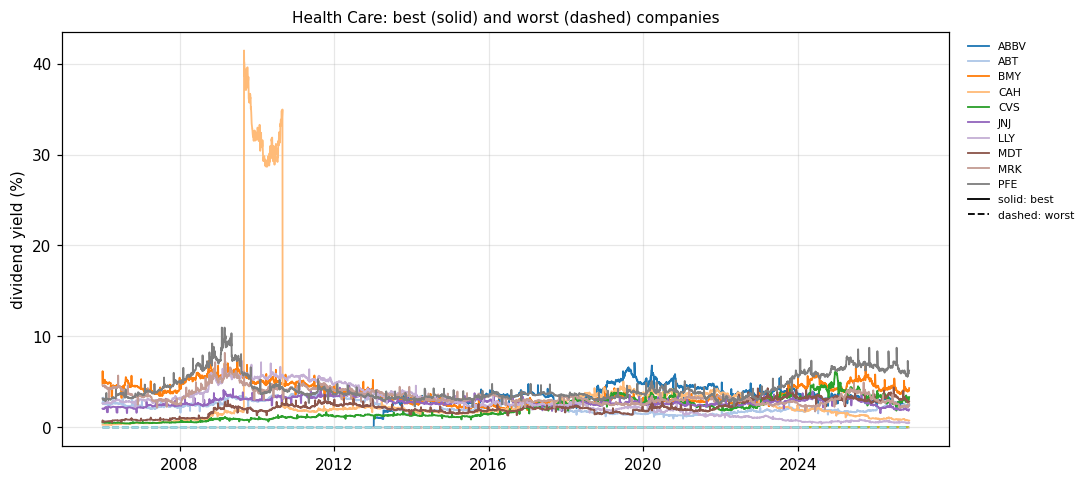 Health Care: best (solid) and worst (dashed) companies
dividend yield (%)
40
30
20
10
0
2008
2012
2016
2020
2024
ABBV
ABT
BMY
CAH
CVS
JNJ
LLY
MDT
MRK
PFE
solid: best
dashed: worst